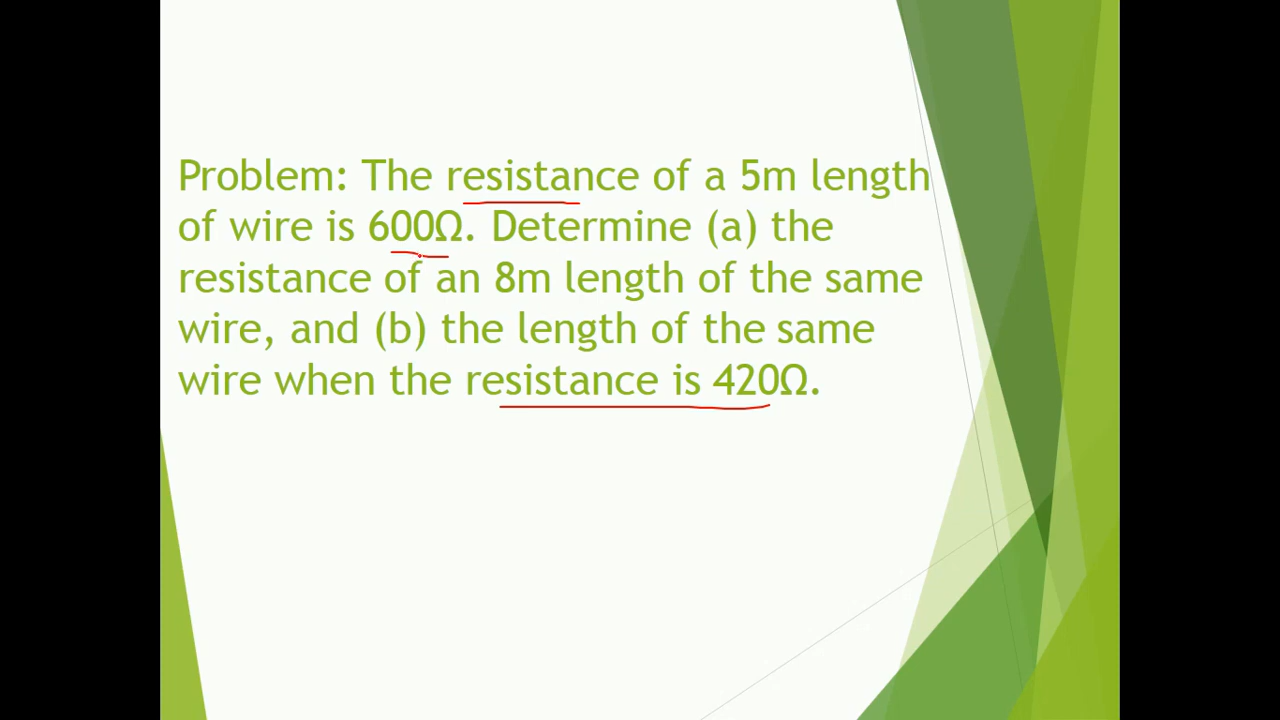 Problem: The resistance of a 5m length
of wire is 600Ω. Determine (a) the
resistance of an 8m length of the same
wire, and (b) the length of the same
wire when the resistance is 420Ω.